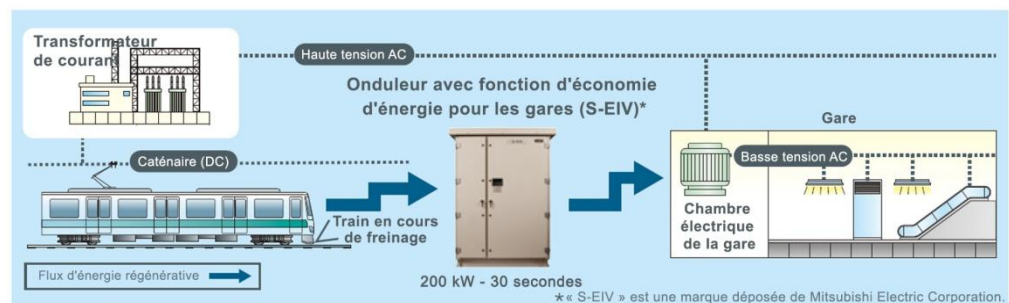 Transformateur
de courant
Haute tension AC
Onduleur avec fonction d'économie
d'énergie pour les gares (S-EIV)*
Gare
Caténaire (DC)
Basse tension AC
Train en cours
de freinage
Chambre
électrique
de la gare
Flux d'énergie régénérative
200 kW - 30 secondes
*« S-EIV » est une marque déposée de Mitsubishi Electric Corporation.